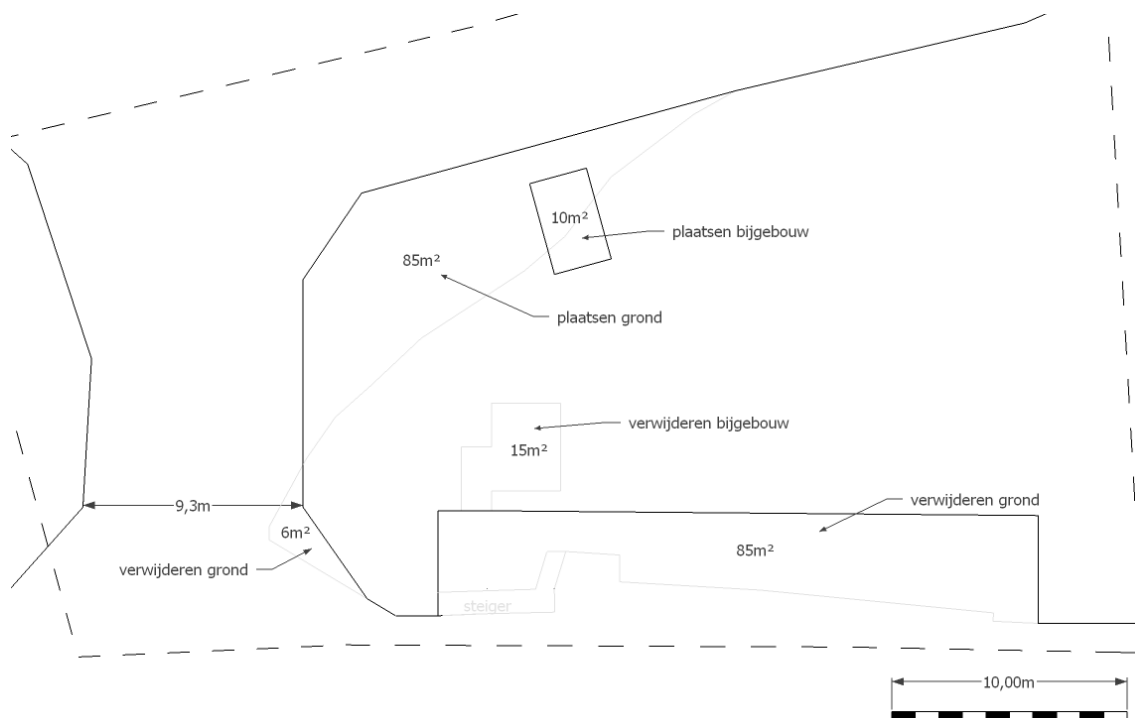 10m²
plaatsen bijgebouw
85m²
plaatsen grond
verwijderen bijgebouw
15m²
9,3m
verwijderen grond
6m²
85m²
verwijderen grond
steiger
10,00m